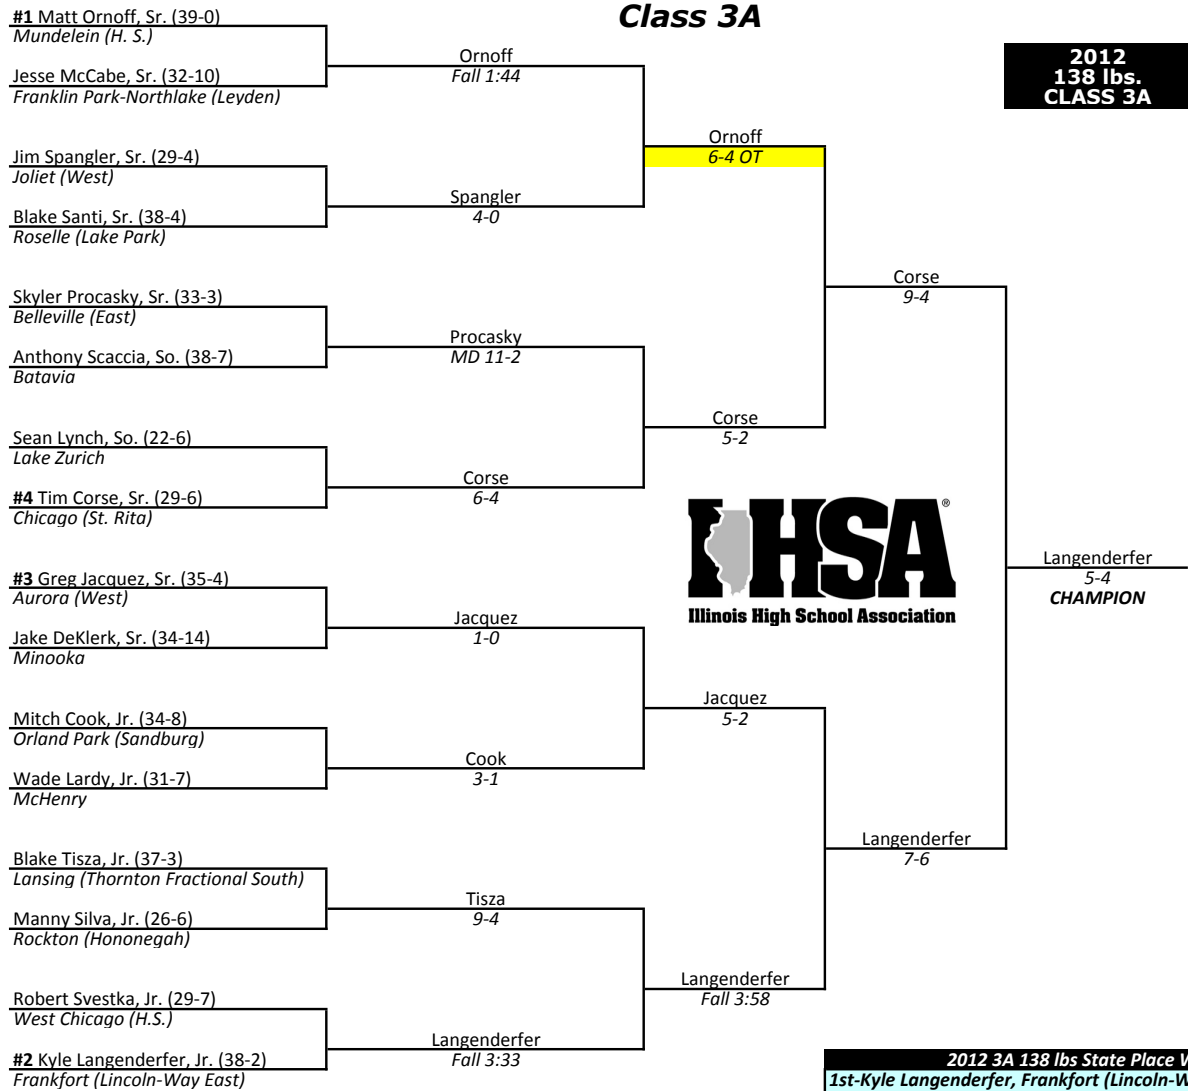 Class 3A
2012
138 lbs.
CLASS 3A
#1 Matt Ornoff, Sr. (39-0)
Mundelein (H. S.)
Ornoff
Fall 1:44
Jesse McCabe, Sr. (32-10)
Franklin Park-Northlake (Leyden)
Ornoff
6-4 OT
Jim Spangler, Sr. (29-4)
Joliet (West)
Spangler
4-0
Blake Santi, Sr. (38-4)
Roselle (Lake Park)
Corse
9-4
Skyler Procasky, Sr. (33-3)
Belleville (East)
Procasky
MD 11-2
Anthony Scaccia, So. (38-7)
Batavia
Corse
5-2
Sean Lynch, So. (22-6)
Lake Zurich
Corse
6-4
#4 Tim Corse, Sr. (29-6)
Chicago (St. Rita)
IHSA®
Illinois High School Association
Langenderfer
5-4
CHAMPION
#3 Greg Jacquez, Sr. (35-4)
Aurora (West)
Jacquez
1-0
Jake DeKlerk, Sr. (34-14)
Minooka
Jacquez
5-2
Mitch Cook, Jr. (34-8)
Orland Park (Sandburg)
Cook
3-1
Wade Lardy, Jr. (31-7)
McHenry
Langenderfer
7-6
Blake Tisza, Jr. (37-3)
Lansing (Thornton Fractional South)
Tisza
9-4
Manny Silva, Jr. (26-6)
Rockton (Hononegah)
Langenderfer
Fall 3:58
Robert Svestka, Jr. (29-7)
West Chicago (H.S.)
Langenderfer
Fall 3:33
#2 Kyle Langenderfer, Jr. (38-2)
Frankfort (Lincoln-Way East)
2012 3A 138 lbs State Place W
1st-Kyle Langenderfer, Frankfort (Lincoln-W